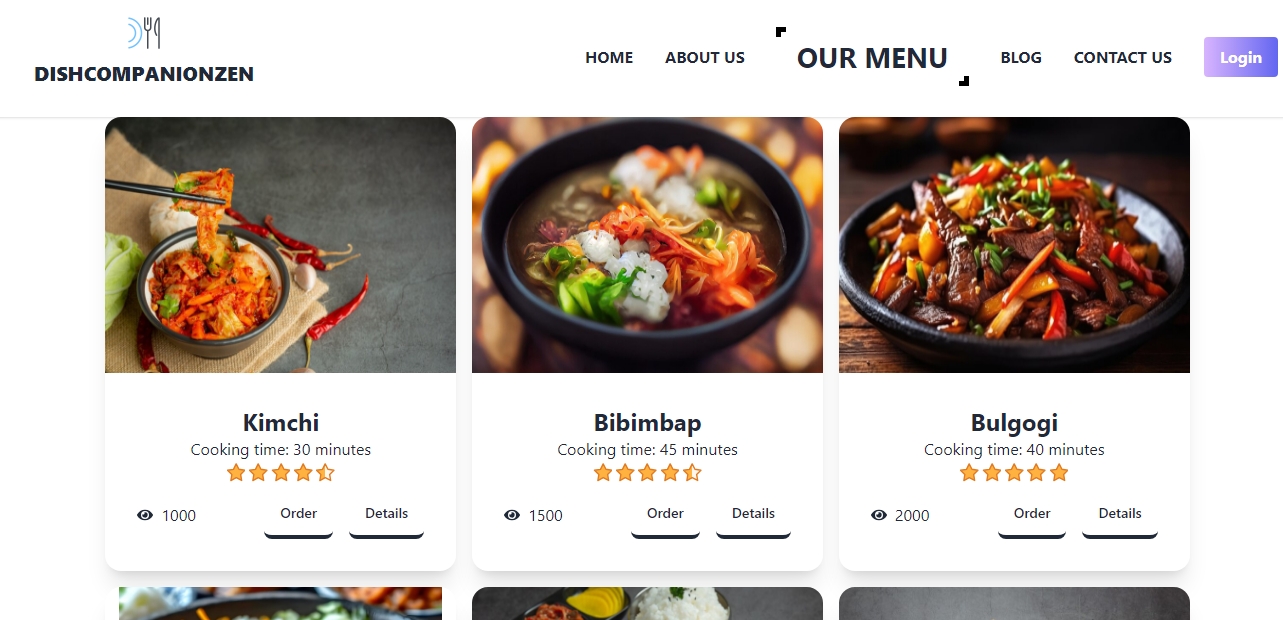 DISHCOMPANIONZEN
HOME ABOUT US OUR MENU BLOG CONTACT US Login
Kimchi
Cooking time: 30 minutes
1000 Order Details
Bibimbap
Cooking time: 45 minutes
1500 Order Details
Bulgogi
Cooking time: 40 minutes
2000 Order Details